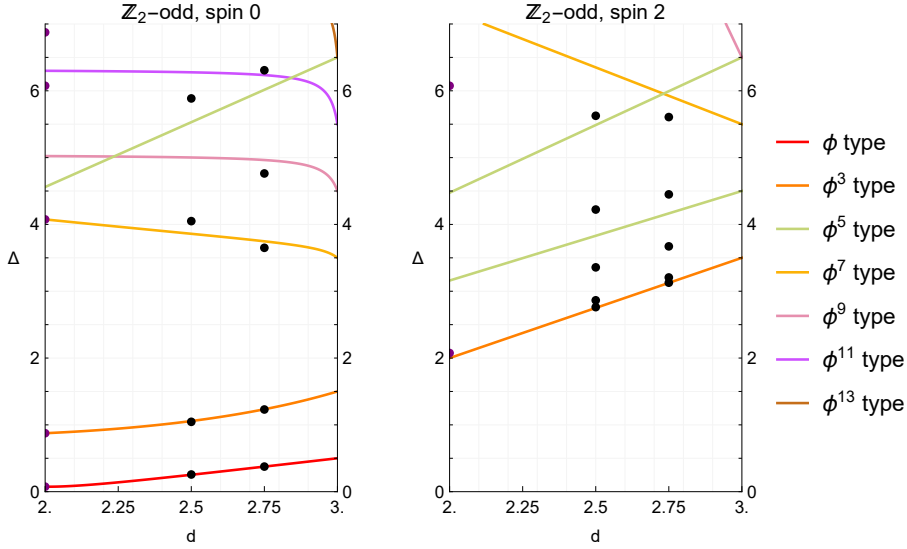 ℤ₂−odd, spin 0
6
4
2
0
Δ
6
4
2
0
2.
2.25
2.5
2.75
3.
d
ℤ₂−odd, spin 2
6
4
2
0
Δ
6
4
2
0
2.
2.25
2.5
2.75
3.
d
ϕ type
ϕ³ type
ϕ⁵ type
ϕ⁷ type
ϕ⁹ type
ϕ¹¹ type
ϕ¹³ type